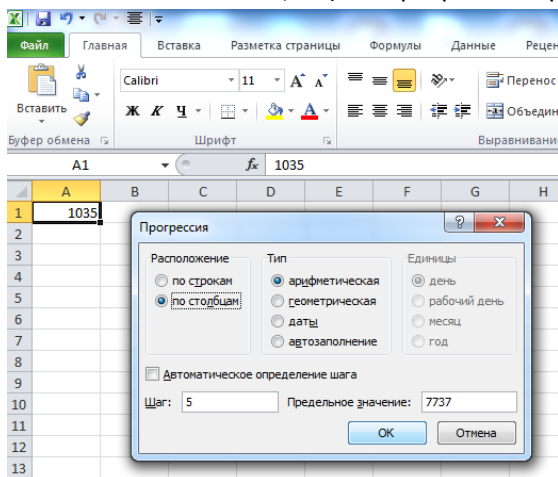 Файл Главная Вставка Разметка страницы Формулы Данные Рецен
Calibri 11 A A Перенос
Вставить Ж К Ч А Объедин
Буфер обмена Шрифт Выравнивани
A1 fx 1035
A B C D E F G H
1 1035
2
Прогрессия
3 Расположение Тип Единицы
4 по строкам арифметическая день
5 по столбцам геометрическая рабочий день
6 даты месяц
7 автозаполнение год
8
9 Автоматическое определение шага
10 Шаг: 5 Предельное значение: 7737
11
12 ОК Отмена
13